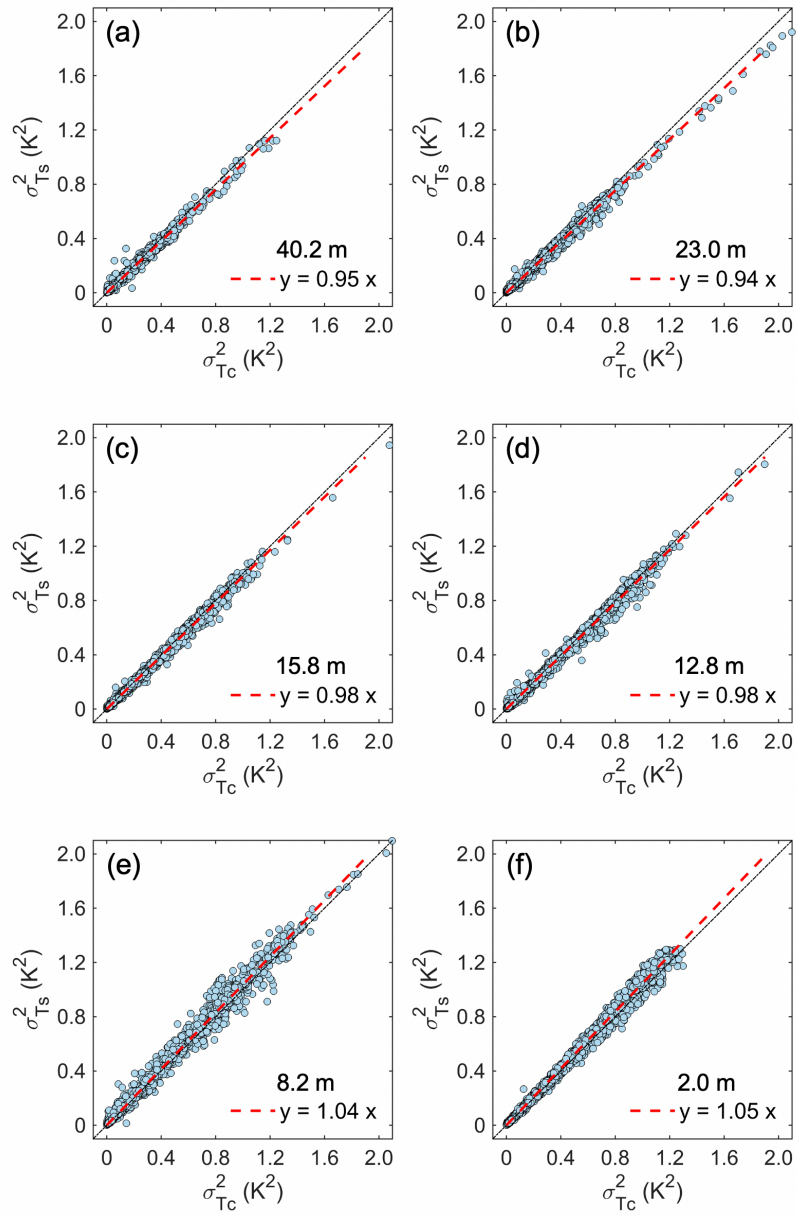 (a)
2.0
1.6
1.2
0.8
0.4
0
σ²Ts (K²)
40.2 m
y = 0.95 x
0 0.4 0.8 1.2 1.6 2.0
σ²Tc (K²)
(b)
2.0
1.6
1.2
0.8
0.4
0
σ²Ts (K²)
23.0 m
y = 0.94 x
0 0.4 0.8 1.2 1.6 2.0
σ²Tc (K²)
(c)
2.0
1.6
1.2
0.8
0.4
0
σ²Ts (K²)
15.8 m
y = 0.98 x
0 0.4 0.8 1.2 1.6 2.0
σ²Tc (K²)
(d)
2.0
1.6
1.2
0.8
0.4
0
σ²Ts (K²)
12.8 m
y = 0.98 x
0 0.4 0.8 1.2 1.6 2.0
σ²Tc (K²)
(e)
2.0
1.6
1.2
0.8
0.4
0
σ²Ts (K²)
8.2 m
y = 1.04 x
0 0.4 0.8 1.2 1.6 2.0
σ²Tc (K²)
(f)
2.0
1.6
1.2
0.8
0.4
0
σ²Ts (K²)
2.0 m
y = 1.05 x
0 0.4 0.8 1.2 1.6 2.0
σ²Tc (K²)